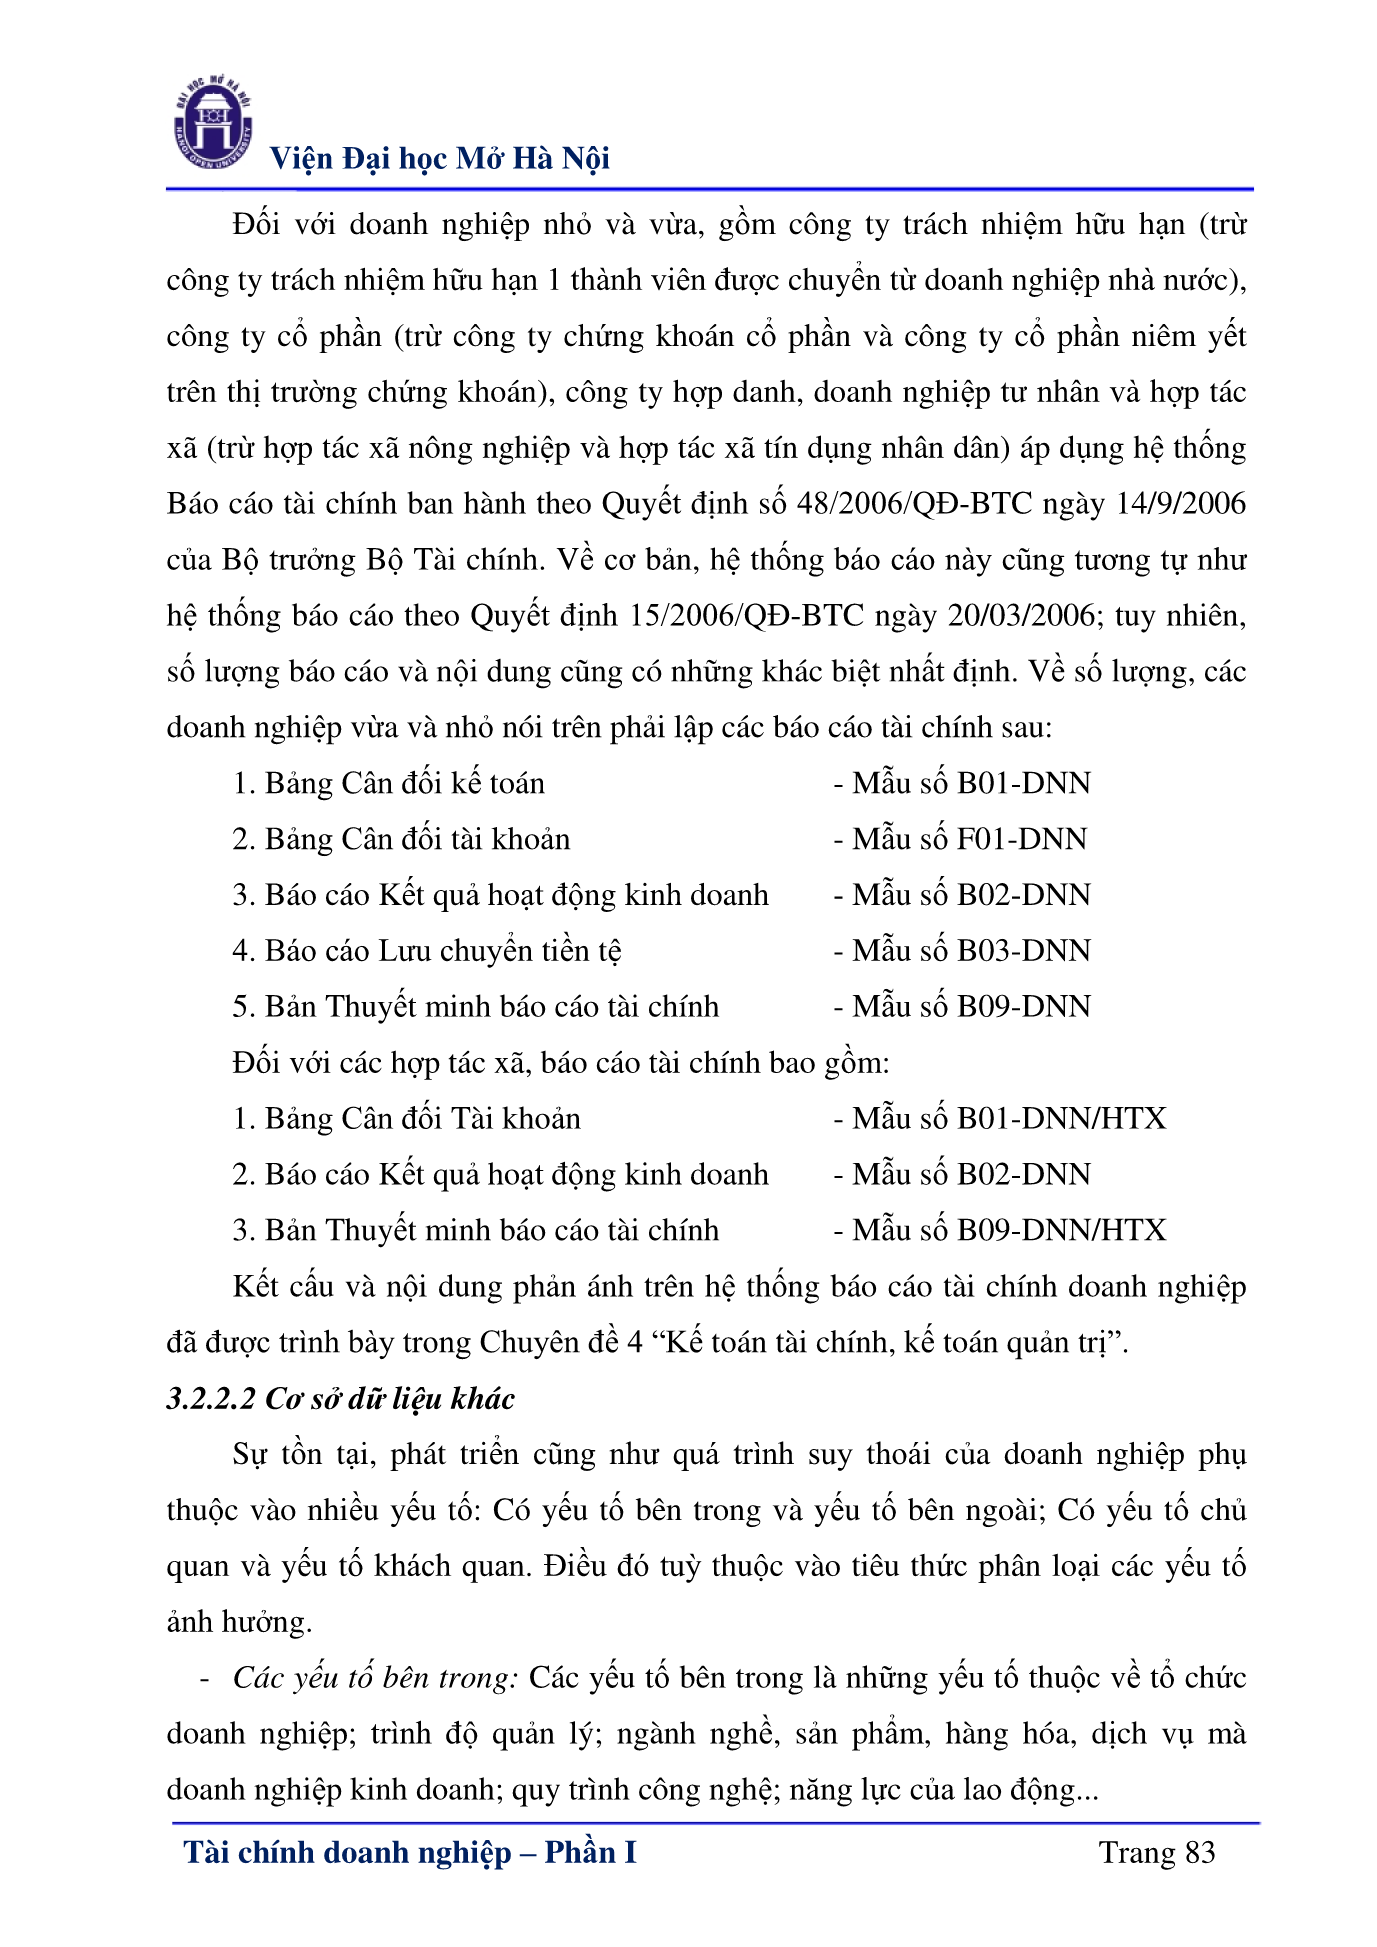 ĐẠI HỌC MỞ HÀ NỘI
HANOI OPEN UNIVERSITY
Viện Đại học Mở Hà Nội
Đối với doanh nghiệp nhỏ và vừa, gồm công ty trách nhiệm hữu hạn (trừ
công ty trách nhiệm hữu hạn 1 thành viên được chuyển từ doanh nghiệp nhà nước),
công ty cổ phần (trừ công ty chứng khoán cổ phần và công ty cổ phần niêm yết
trên thị trường chứng khoán), công ty hợp danh, doanh nghiệp tư nhân và hợp tác
xã (trừ hợp tác xã nông nghiệp và hợp tác xã tín dụng nhân dân) áp dụng hệ thống
Báo cáo tài chính ban hành theo Quyết định số 48/2006/QĐ-BTC ngày 14/9/2006
của Bộ trưởng Bộ Tài chính. Về cơ bản, hệ thống báo cáo này cũng tương tự như
hệ thống báo cáo theo Quyết định 15/2006/QĐ-BTC ngày 20/03/2006; tuy nhiên,
số lượng báo cáo và nội dung cũng có những khác biệt nhất định. Về số lượng, các
doanh nghiệp vừa và nhỏ nói trên phải lập các báo cáo tài chính sau:
1. Bảng Cân đối kế toán - Mẫu số B01-DNN
2. Bảng Cân đối tài khoản - Mẫu số F01-DNN
3. Báo cáo Kết quả hoạt động kinh doanh - Mẫu số B02-DNN
4. Báo cáo Lưu chuyển tiền tệ - Mẫu số B03-DNN
5. Bản Thuyết minh báo cáo tài chính - Mẫu số B09-DNN
Đối với các hợp tác xã, báo cáo tài chính bao gồm:
1. Bảng Cân đối Tài khoản - Mẫu số B01-DNN/HTX
2. Báo cáo Kết quả hoạt động kinh doanh - Mẫu số B02-DNN
3. Bản Thuyết minh báo cáo tài chính - Mẫu số B09-DNN/HTX
Kết cấu và nội dung phản ánh trên hệ thống báo cáo tài chính doanh nghiệp
đã được trình bày trong Chuyên đề 4 “Kế toán tài chính, kế toán quản trị”.
3.2.2.2 Cơ sở dữ liệu khác
Sự tồn tại, phát triển cũng như quá trình suy thoái của doanh nghiệp phụ
thuộc vào nhiều yếu tố: Có yếu tố bên trong và yếu tố bên ngoài; Có yếu tố chủ
quan và yếu tố khách quan. Điều đó tuỳ thuộc vào tiêu thức phân loại các yếu tố
ảnh hưởng.
- Các yếu tố bên trong: Các yếu tố bên trong là những yếu tố thuộc về tổ chức
doanh nghiệp; trình độ quản lý; ngành nghề, sản phẩm, hàng hóa, dịch vụ mà
doanh nghiệp kinh doanh; quy trình công nghệ; năng lực của lao động...
Tài chính doanh nghiệp – Phần I Trang 83